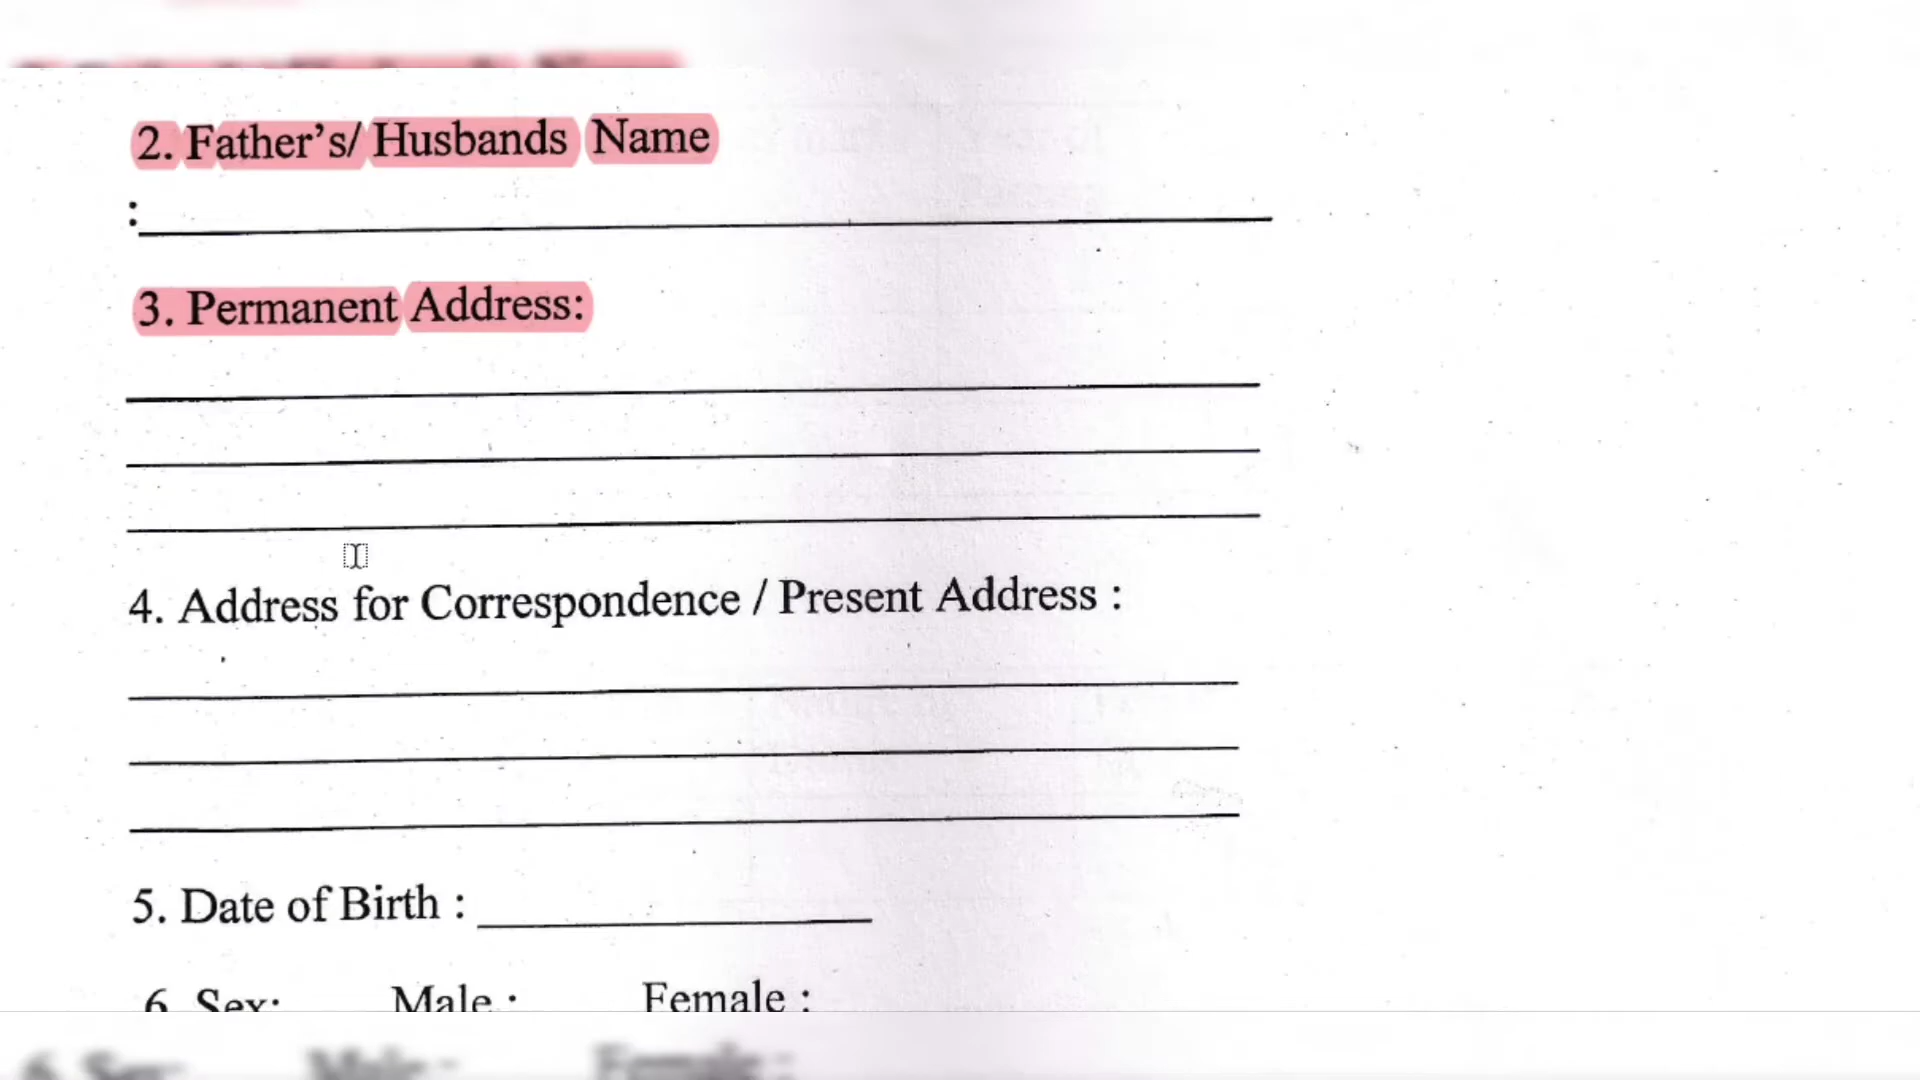 2. Father's/ Husbands Name
:
3. Permanent Address:
4. Address for Correspondence / Present Address :
5. Date of Birth :
6. Sex: Male : Female :